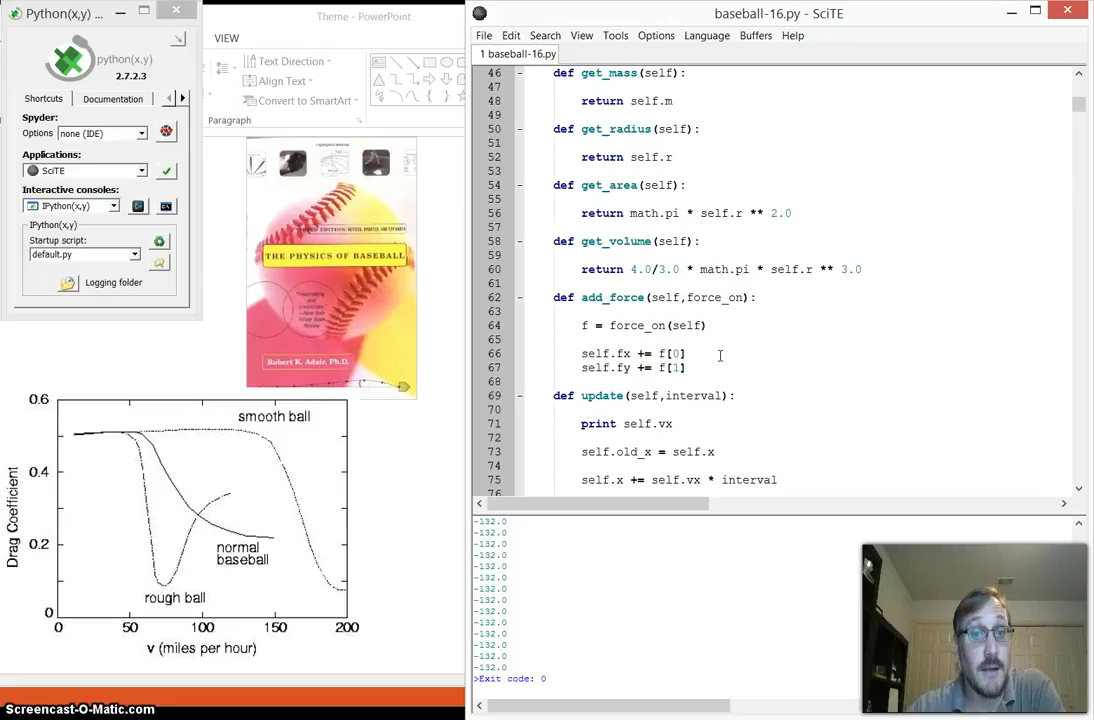 Python(x,y) ...
python(x,y)
2.7.2.3
Shortcuts Documentation
Spyder:
Options none (IDE)
Applications:
SciTE
Interactive consoles:
IPython(x,y)
IPython(x,y)
Startup script:
default.py
Logging folder
Theme - PowerPoint
VIEW
Text Direction
Align Text
Convert to SmartArt
Paragraph
THE PHYSICS OF BASEBALL
Robert K. Adair, Ph.D.
0.6
0.4
0.2
0
Drag Coefficient
smooth ball
normal
baseball
rough ball
0 50 100 150 200
v (miles per hour)
baseball-16.py - SciTE
File Edit Search View Tools Options Language Buffers Help
1 baseball-16.py
46 def get_mass(self):
47
48 return self.m
49
50 def get_radius(self):
51
52 return self.r
53
54 def get_area(self):
55
56 return math.pi * self.r ** 2.0
57
58 def get_volume(self):
59
60 return 4.0/3.0 * math.pi * self.r ** 3.0
61
62 def add_force(self,force_on):
63
64 f = force_on(self)
65
66 self.fx += f[0]
67 self.fy += f[1]
68
69 def update(self,interval):
70
71 print self.vx
72
73 self.old_x = self.x
74
75 self.x += self.vx * interval
76
-132.0
-132.0
-132.0
-132.0
-132.0
-132.0
-132.0
-132.0
-132.0
-132.0
-132.0
-132.0
-132.0
-132.0
>Exit code: 0
Screencast-O-Matic.com